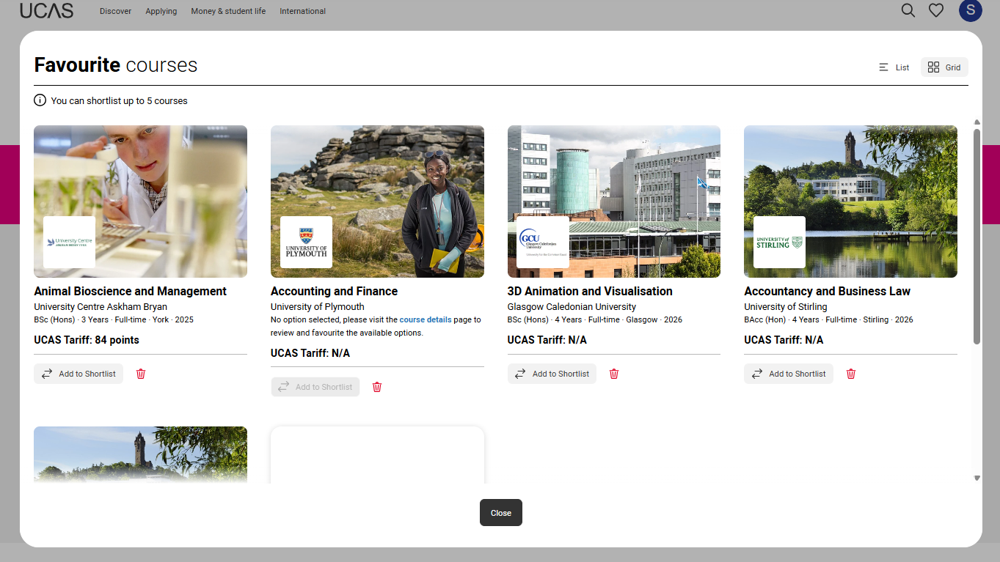 UCAS
Discover
Applying
Money & student life
International
S
Favourite courses
List
Grid
You can shortlist up to 5 courses
University Centre
ASKHAM BRYAN YORK
UNIVERSITY OF
PLYMOUTH
GCU
Glasgow Caledonian
University
University for the Common Good
UNIVERSITY of
STIRLING
Animal Bioscience and Management
University Centre Askham Bryan
BSc (Hons) · 3 Years · Full-time · York · 2025
UCAS Tariff: 84 points
Add to Shortlist
Accounting and Finance
University of Plymouth
No option selected, please visit the course details page to
review and favourite the available options.
UCAS Tariff: N/A
Add to Shortlist
3D Animation and Visualisation
Glasgow Caledonian University
BSc (Hons) · 4 Years · Full-time · Glasgow · 2026
UCAS Tariff: N/A
Add to Shortlist
Accountancy and Business Law
University of Stirling
BAcc (Hon) · 4 Years · Full-time · Stirling · 2026
UCAS Tariff: N/A
Add to Shortlist
Close